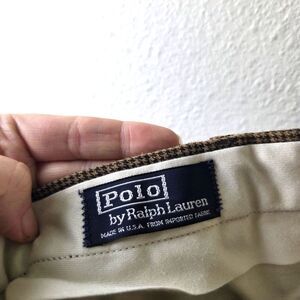 Polo
by Ralph Lauren
MADE IN U.S.A. FROM IMPORTED FABRIC